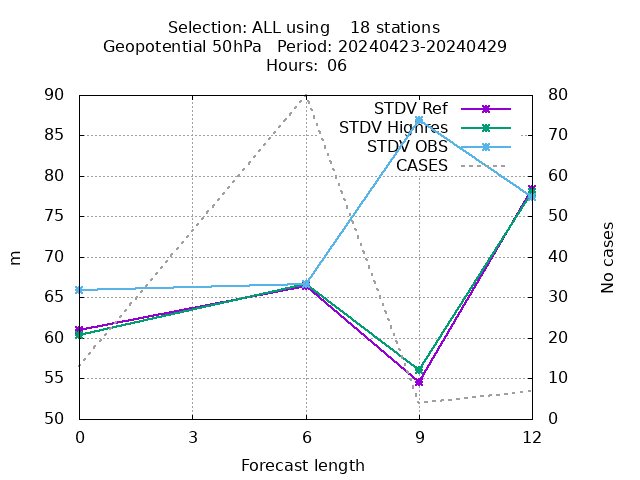 Selection: ALL using    18 stations
Geopotential 50hPa   Period: 20240423-20240429
Hours: 06
STDV Ref
STDV Highres
STDV OBS
CASES
90
85
80
75
70
65
60
55
50
m
80
70
60
50
40
30
20
10
0
No cases
0 3 6 9 12
Forecast length